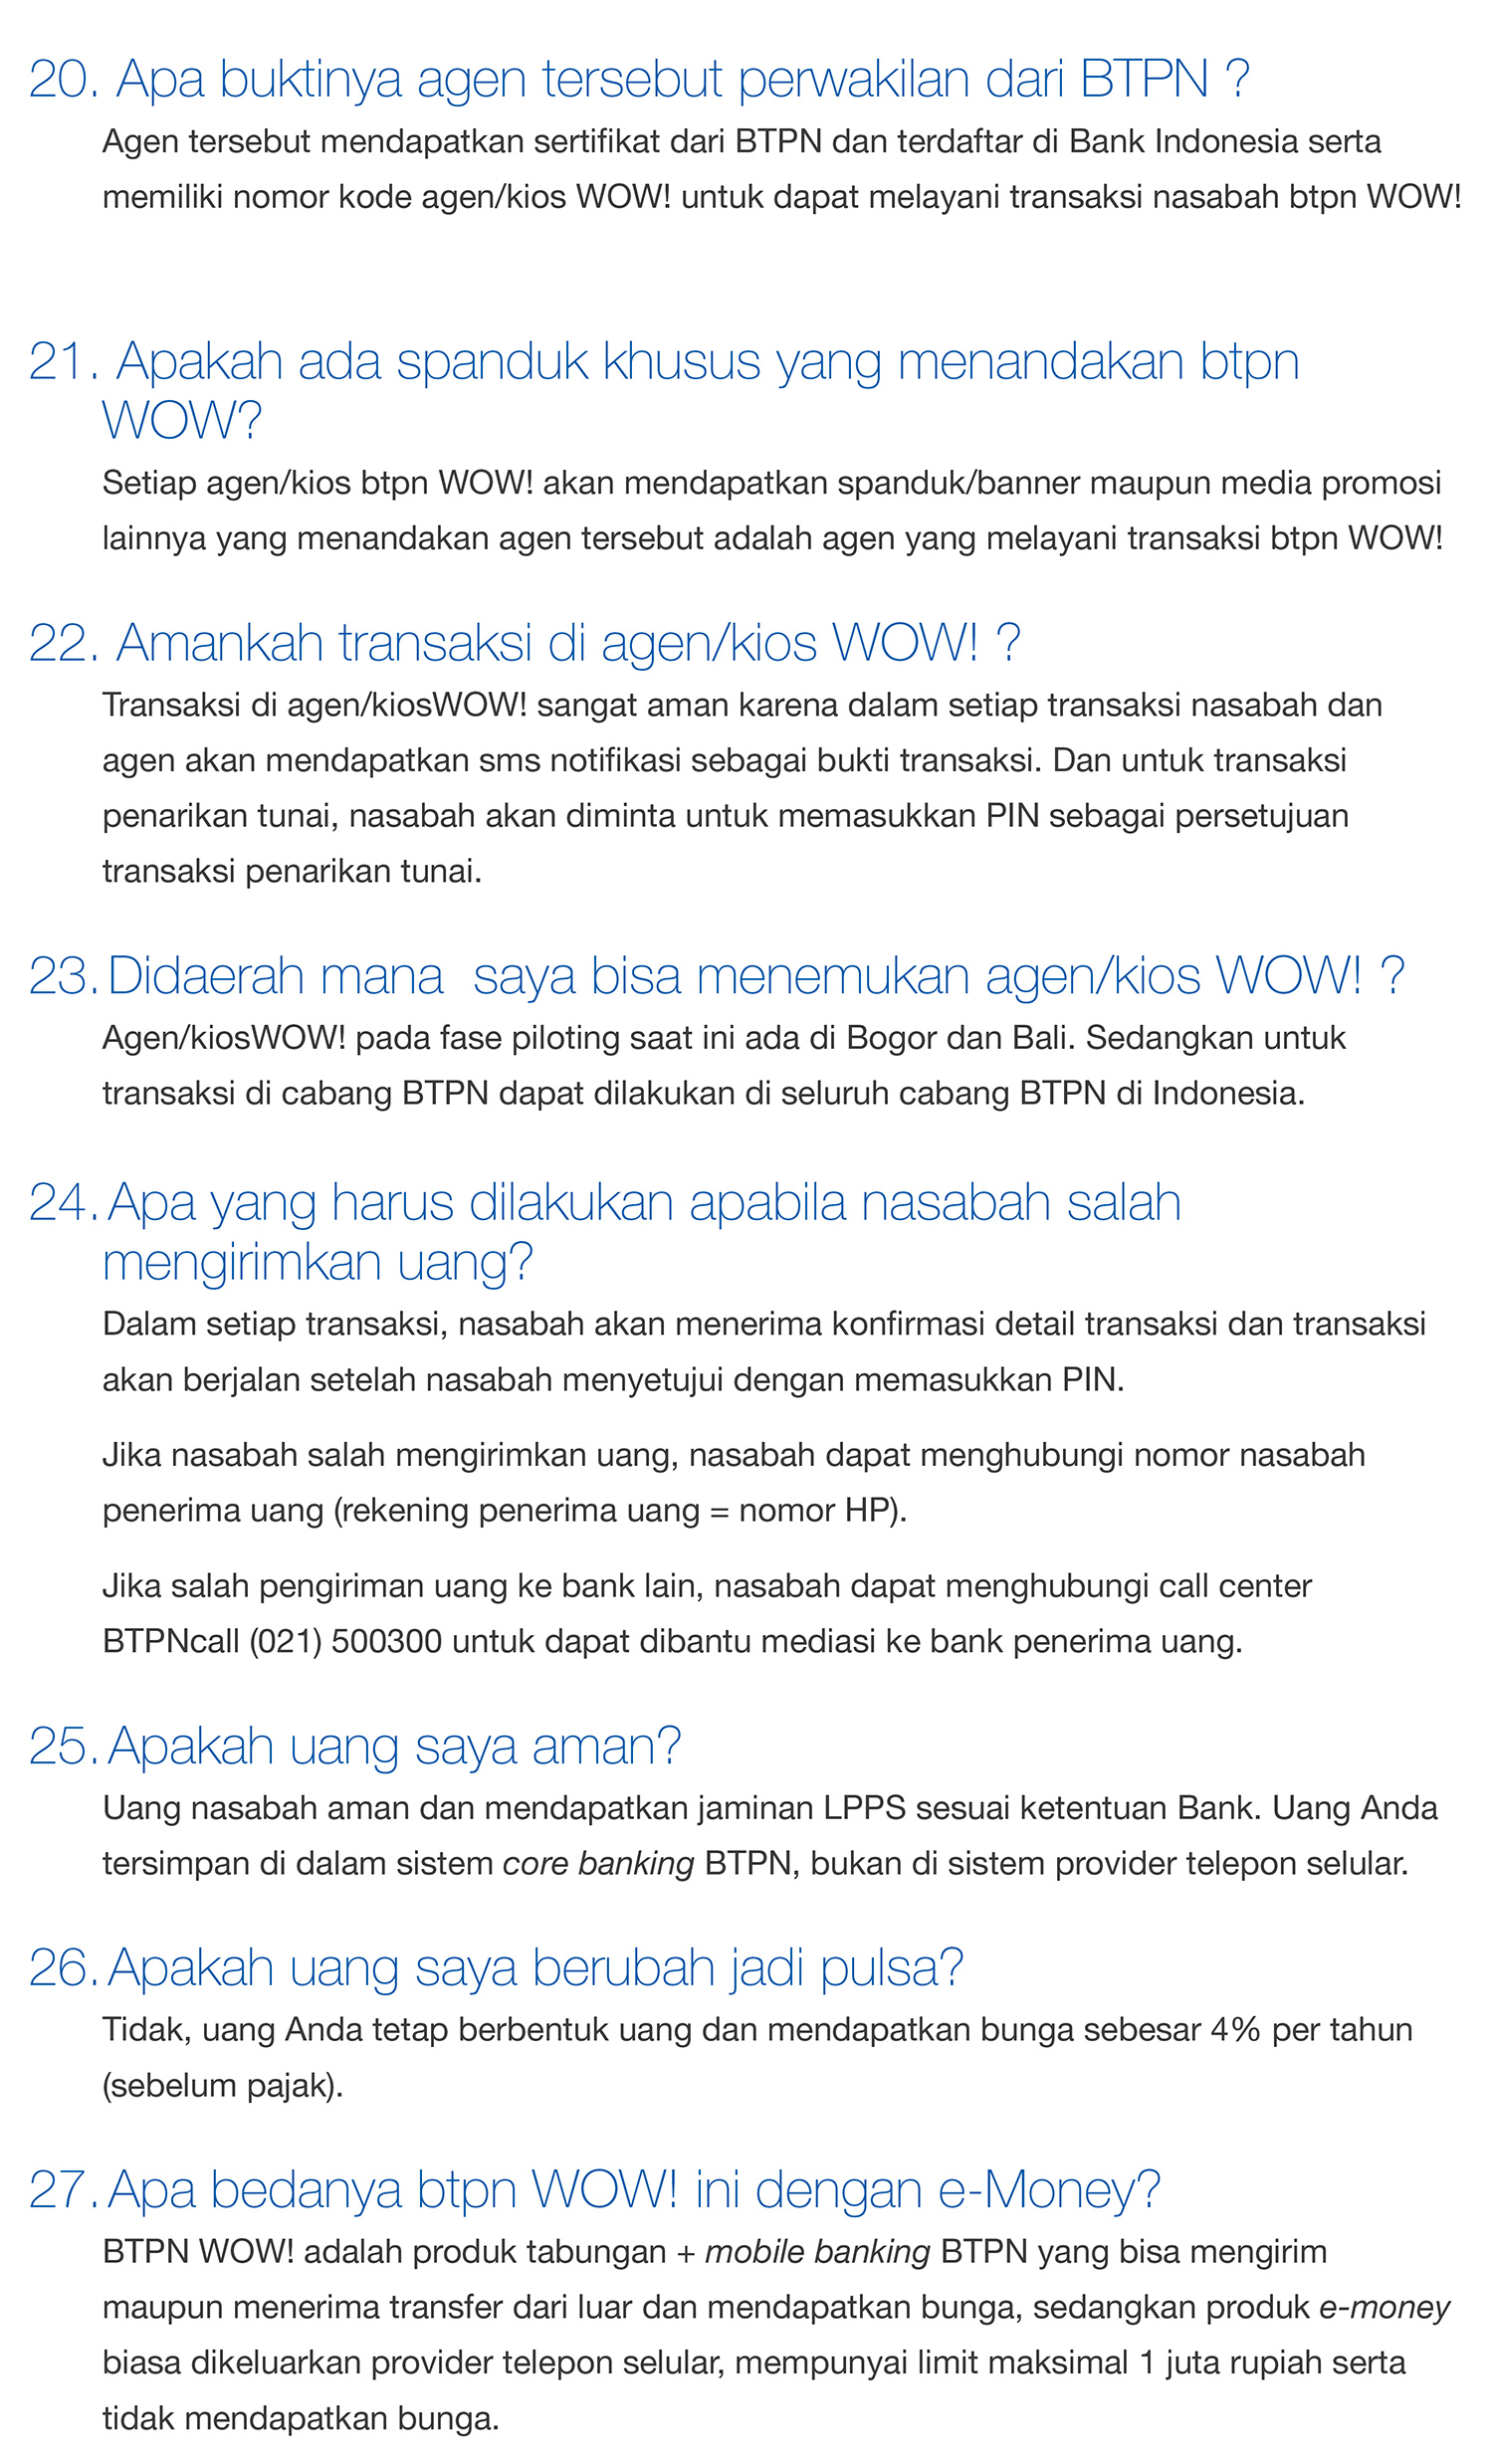 20. Apa buktinya agen tersebut perwakilan dari BTPN ?
Agen tersebut mendapatkan sertifikat dari BTPN dan terdaftar di Bank Indonesia serta
memiliki nomor kode agen/kios WOW! untuk dapat melayani transaksi nasabah btpn WOW!
21. Apakah ada spanduk khusus yang menandakan btpn
WOW?
Setiap agen/kios btpn WOW! akan mendapatkan spanduk/banner maupun media promosi
lainnya yang menandakan agen tersebut adalah agen yang melayani transaksi btpn WOW!
22. Amankah transaksi di agen/kios WOW! ?
Transaksi di agen/kiosWOW! sangat aman karena dalam setiap transaksi nasabah dan
agen akan mendapatkan sms notifikasi sebagai bukti transaksi. Dan untuk transaksi
penarikan tunai, nasabah akan diminta untuk memasukkan PIN sebagai persetujuan
transaksi penarikan tunai.
23. Didaerah mana  saya bisa menemukan agen/kios WOW! ?
Agen/kiosWOW! pada fase piloting saat ini ada di Bogor dan Bali. Sedangkan untuk
transaksi di cabang BTPN dapat dilakukan di seluruh cabang BTPN di Indonesia.
24. Apa yang harus dilakukan apabila nasabah salah
mengirimkan uang?
Dalam setiap transaksi, nasabah akan menerima konfirmasi detail transaksi dan transaksi
akan berjalan setelah nasabah menyetujui dengan memasukkan PIN.
Jika nasabah salah mengirimkan uang, nasabah dapat menghubungi nomor nasabah
penerima uang (rekening penerima uang = nomor HP).
Jika salah pengiriman uang ke bank lain, nasabah dapat menghubungi call center
BTPNcall (021) 500300 untuk dapat dibantu mediasi ke bank penerima uang.
25. Apakah uang saya aman?
Uang nasabah aman dan mendapatkan jaminan LPPS sesuai ketentuan Bank. Uang Anda
tersimpan di dalam sistem core banking BTPN, bukan di sistem provider telepon selular.
26. Apakah uang saya berubah jadi pulsa?
Tidak, uang Anda tetap berbentuk uang dan mendapatkan bunga sebesar 4% per tahun
(sebelum pajak).
27. Apa bedanya btpn WOW! ini dengan e-Money?
BTPN WOW! adalah produk tabungan + mobile banking BTPN yang bisa mengirim
maupun menerima transfer dari luar dan mendapatkan bunga, sedangkan produk e-money
biasa dikeluarkan provider telepon selular, mempunyai limit maksimal 1 juta rupiah serta
tidak mendapatkan bunga.